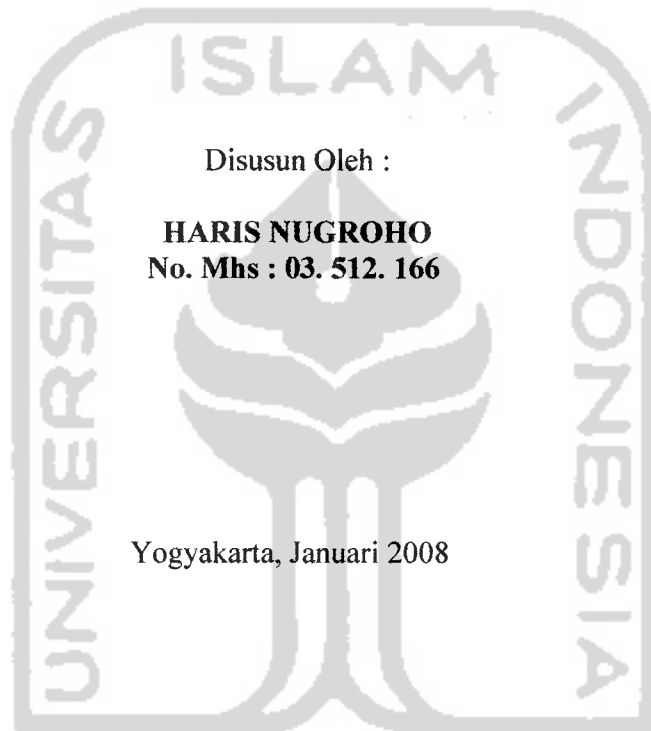 UNIVERSITAS ISLAM INDONESIA
Disusun Oleh :
HARIS NUGROHO
No. Mhs : 03. 512. 166
Yogyakarta, Januari 2008